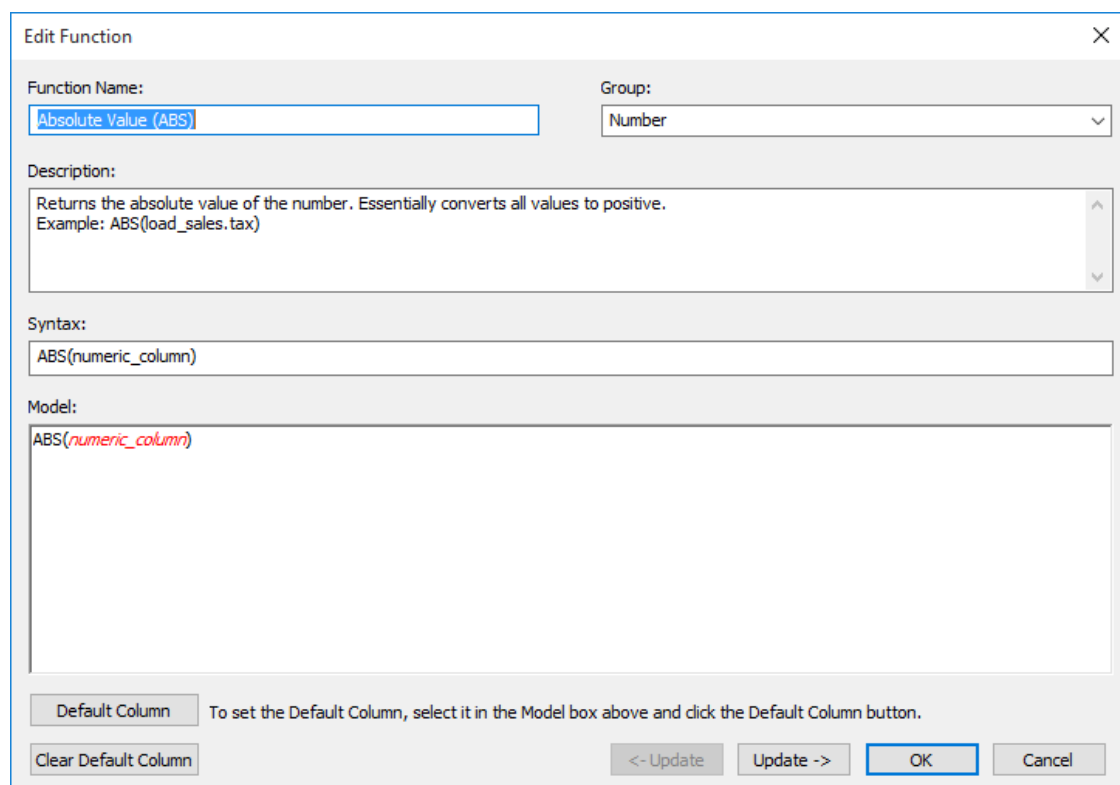 Edit Function
Function Name:
Group:
Absolute Value (ABS)
Number
Description:
Returns the absolute value of the number. Essentially converts all values to positive.
Example: ABS(load_sales.tax)
Syntax:
ABS(numeric_column)
Model:
ABS(numeric_column)
Default Column
To set the Default Column, select it in the Model box above and click the Default Column button.
Clear Default Column
<- Update
Update ->
OK
Cancel